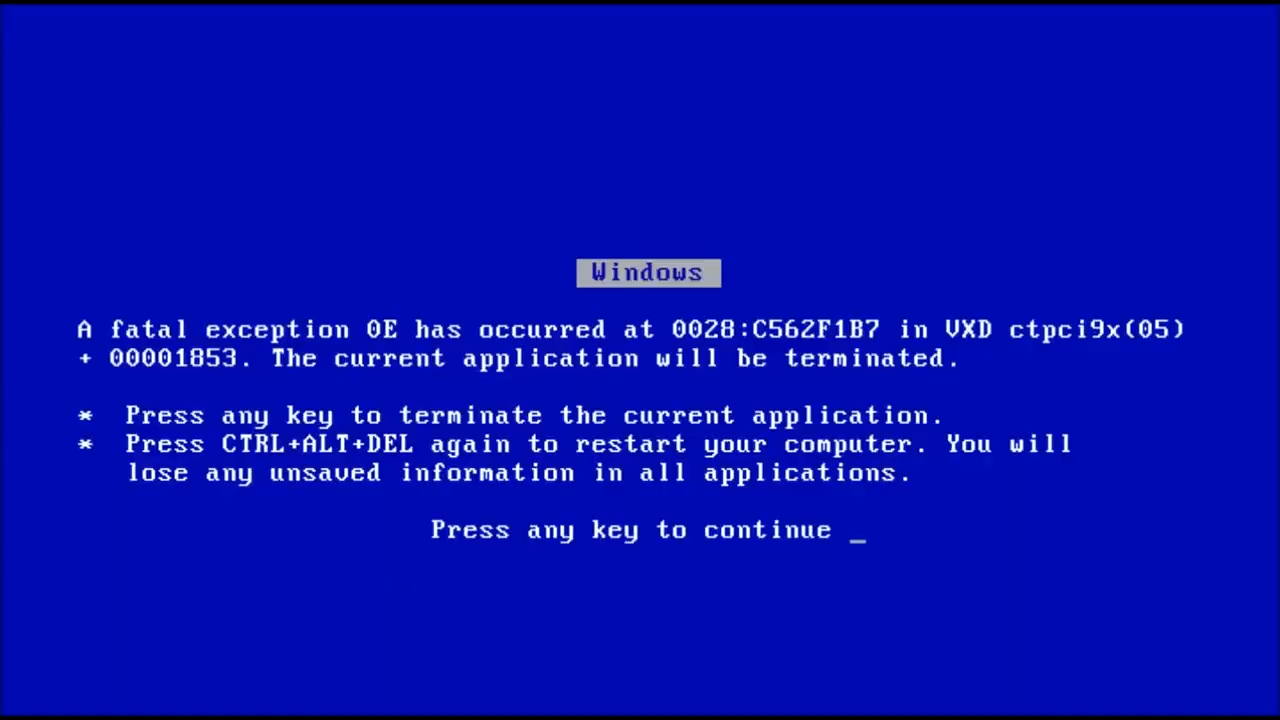 Windows
A fatal exception 0E has occurred at 0028:C562F1B7 in VXD ctpci9x(05)
+ 00001853. The current application will be terminated.
* Press any key to terminate the current application.
* Press CTRL+ALT+DEL again to restart your computer. You will
lose any unsaved information in all applications.
Press any key to continue _